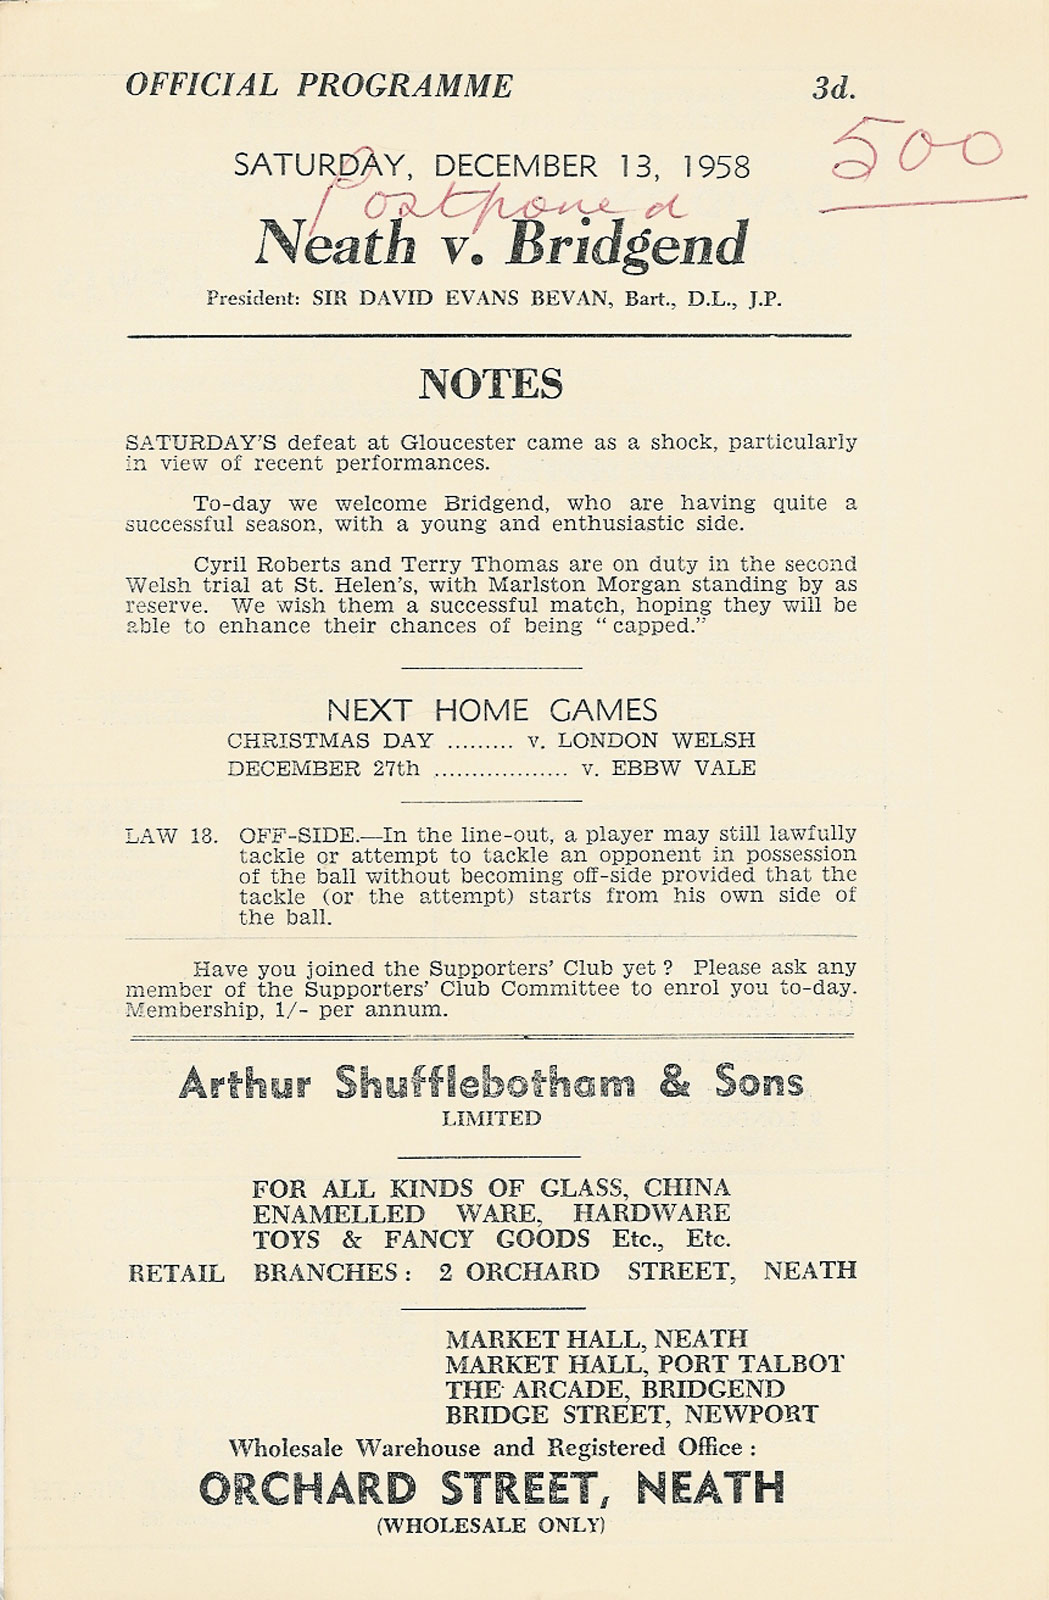 OFFICIAL PROGRAMME 3d.
500
SATURDAY, DECEMBER 13, 1958
Postponed
Neath v. Bridgend
President: SIR DAVID EVANS BEVAN, Bart., D.L., J.P.
NOTES
SATURDAY'S defeat at Gloucester came as a shock, particularly
in view of recent performances.
To-day we welcome Bridgend, who are having quite a
successful season, with a young and enthusiastic side.
Cyril Roberts and Terry Thomas are on duty in the second
Welsh trial at St. Helen's, with Marlston Morgan standing by as
reserve. We wish them a successful match, hoping they will be
able to enhance their chances of being "capped."
NEXT HOME GAMES
CHRISTMAS DAY ......... v. LONDON WELSH
DECEMBER 27th .................. v. EBBW VALE
LAW 18. OFF-SIDE.—In the line-out, a player may still lawfully
tackle or attempt to tackle an opponent in possession
of the ball without becoming off-side provided that the
tackle (or the attempt) starts from his own side of
the ball.
Have you joined the Supporters' Club yet? Please ask any
member of the Supporters' Club Committee to enrol you to-day.
Membership, 1/- per annum.
Arthur Shufflebotham & Sons
LIMITED
FOR ALL KINDS OF GLASS, CHINA
ENAMELLED WARE, HARDWARE
TOYS & FANCY GOODS Etc., Etc.
RETAIL BRANCHES: 2 ORCHARD STREET, NEATH
MARKET HALL, NEATH
MARKET HALL, PORT TALBOT
THE ARCADE, BRIDGEND
BRIDGE STREET, NEWPORT
Wholesale Warehouse and Registered Office:
ORCHARD STREET, NEATH
(WHOLESALE ONLY)